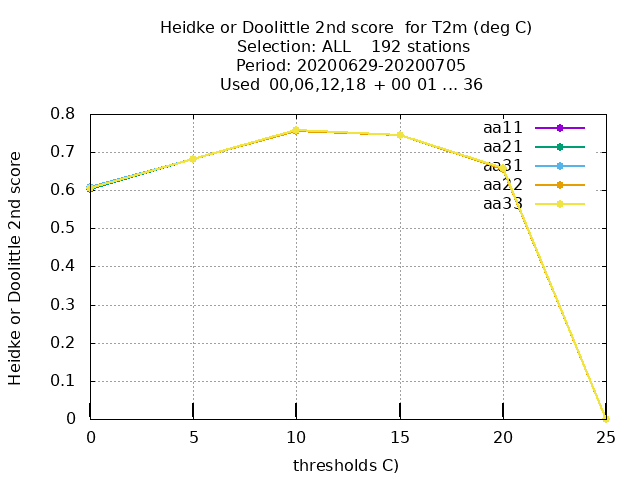 Heidke or Doolittle 2nd score  for T2m (deg C)
Selection: ALL    192 stations
Period: 20200629-20200705
Used  00,06,12,18  + 00 01 ... 36
Heidke or Doolittle 2nd score
0.8
0.7
0.6
0.5
0.4
0.3
0.2
0.1
0
aa11
aa21
aa31
aa22
aa33
0 5 10 15 20 25
thresholds C)